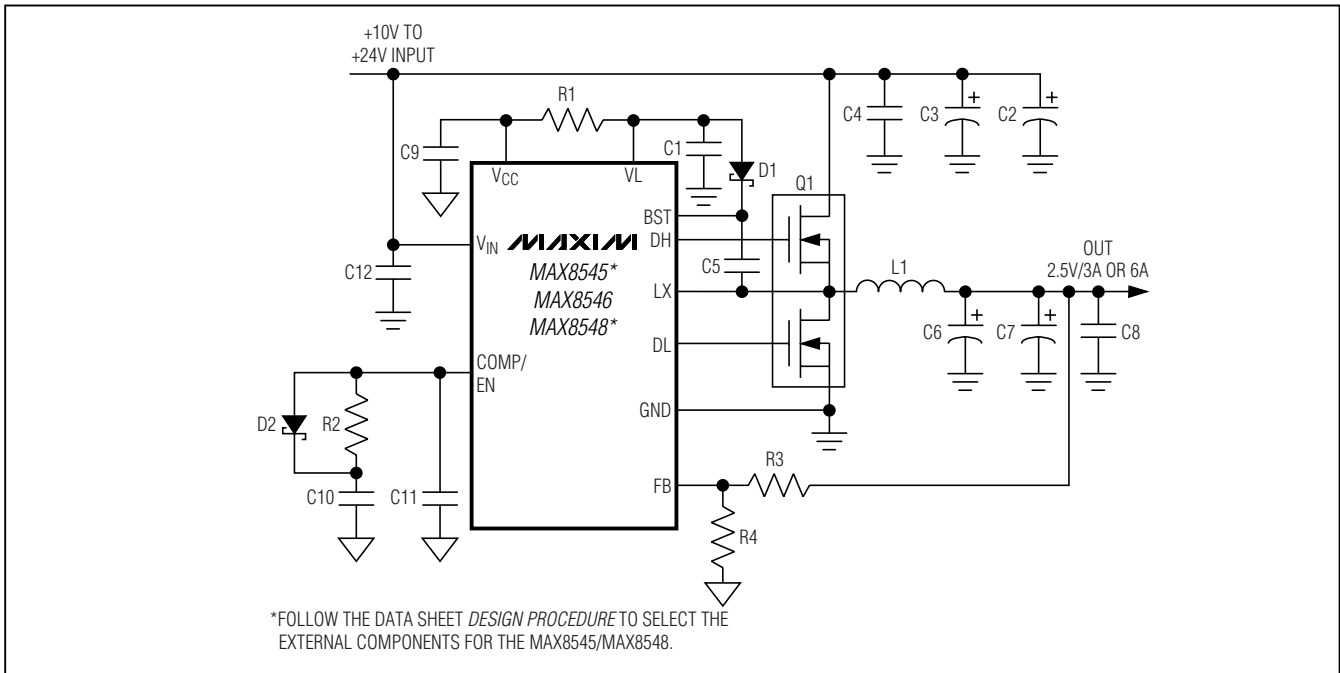 +10V TO
+24V INPUT
R1
C4
C3
+
C2
+
C9
C1
D1
VCC
VL
Q1
BST
DH
VIN
MAXIM
C12
C5
MAX8545*
MAX8546
MAX8548*
LX
L1
OUT
2.5V/3A OR 6A
C6
+
C7
+
C8
DL
COMP/
EN
D2
R2
GND
C10
C11
FB
R3
R4
*FOLLOW THE DATA SHEET DESIGN PROCEDURE TO SELECT THE
EXTERNAL COMPONENTS FOR THE MAX8545/MAX8548.